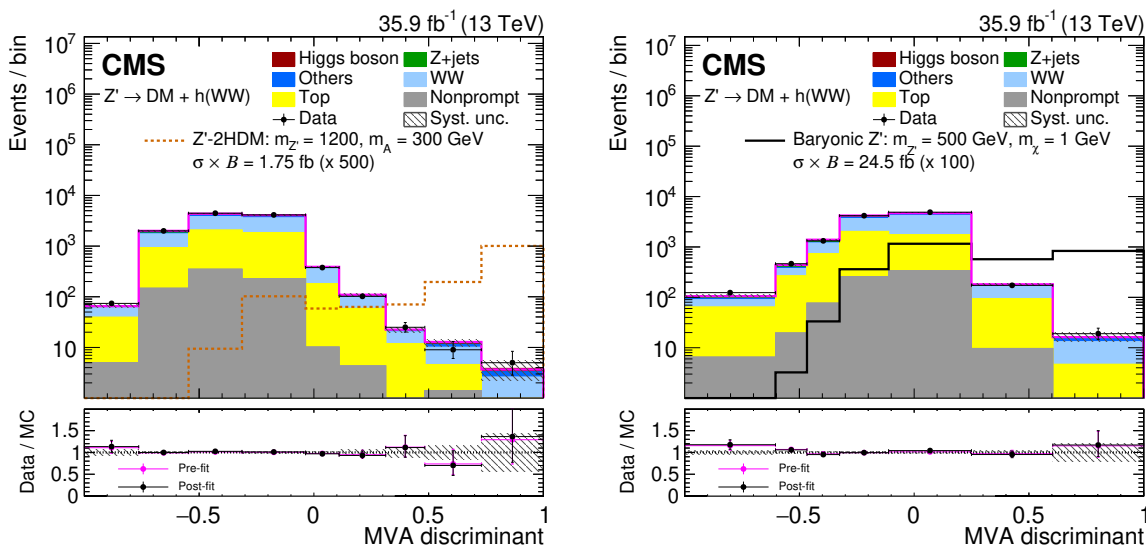 35.9 fb⁻¹ (13 TeV)
CMS
Z' → DM + h(WW)
Higgs boson
Z+jets
Others
WW
Top
Nonprompt
Data
Syst. unc.
Z'-2HDM: m_Z' = 1200, m_A = 300 GeV
σ × B = 1.75 fb (x 500)
Events / bin
10⁷
10⁶
10⁵
10⁴
10³
10²
10
Data / MC
1.5
1
0.5
0
Pre-fit
Post-fit
−0.5
0
0.5
1
MVA discriminant
35.9 fb⁻¹ (13 TeV)
CMS
Z' → DM + h(WW)
Higgs boson
Z+jets
Others
WW
Top
Nonprompt
Data
Syst. unc.
Baryonic Z': m_Z' = 500 GeV, m_χ = 1 GeV
σ × B = 24.5 fb (x 100)
Events / bin
10⁷
10⁶
10⁵
10⁴
10³
10²
10
Data / MC
1.5
1
0.5
0
Pre-fit
Post-fit
−0.5
0
0.5
1
MVA discriminant